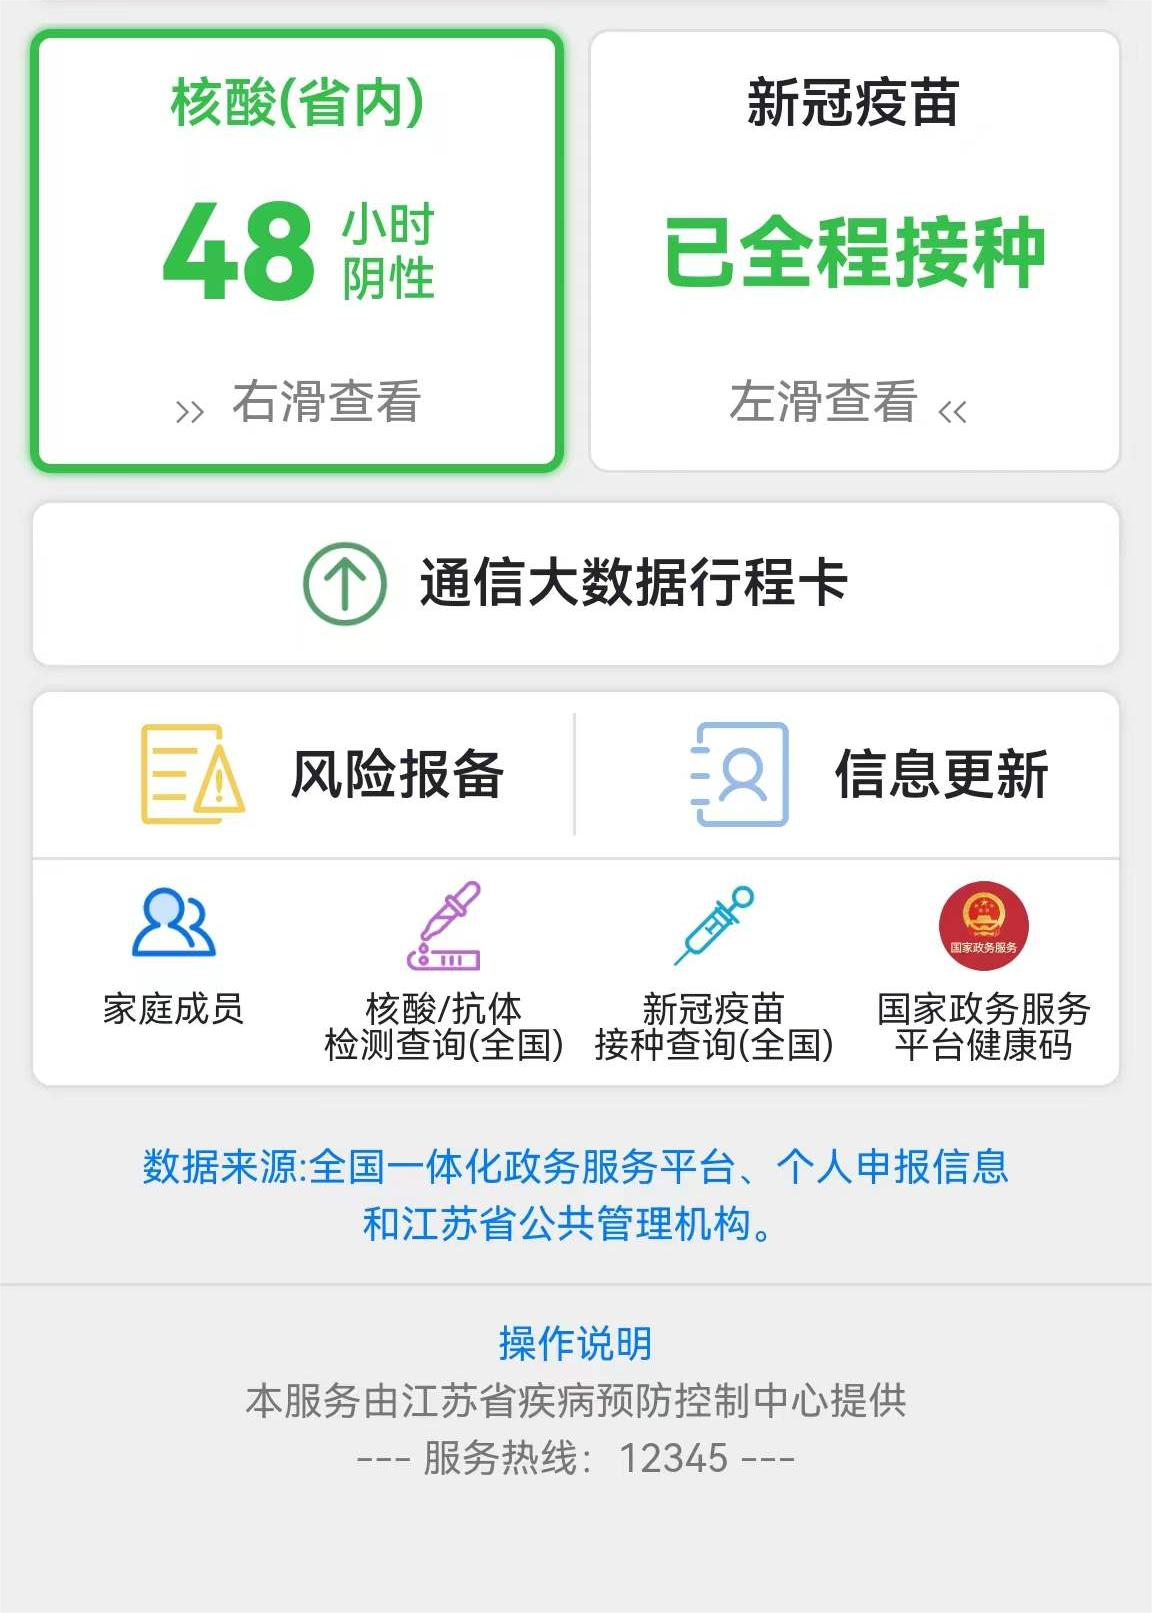 核酸(省内)
新冠疫苗
48 小时
阴性
已全程接种
右滑查看
左滑查看
通信大数据行程卡
风险报备
信息更新
国家政务服务
家庭成员
核酸/抗体
检测查询(全国)
新冠疫苗
接种查询(全国)
国家政务服务
平台健康码
数据来源:全国一体化政务服务平台、个人申报信息
和江苏省公共管理机构。
操作说明
本服务由江苏省疾病预防控制中心提供
--- 服务热线：12345 ---